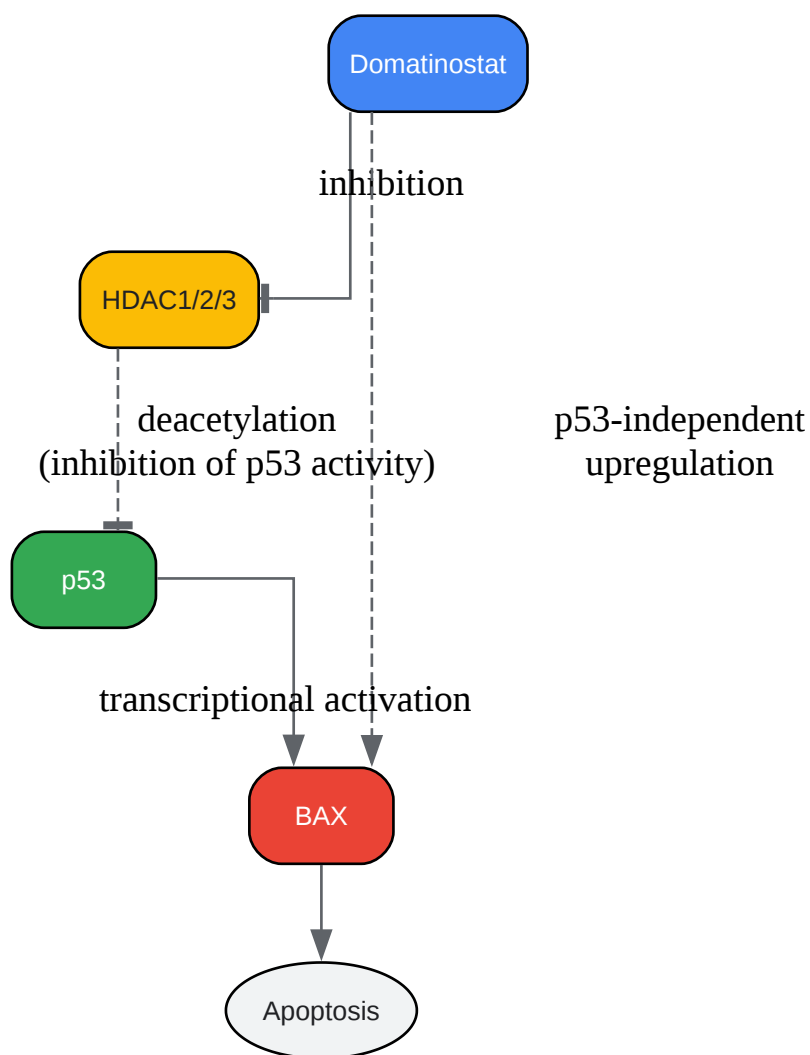 Domatinostat
inhibition
HDAC1/2/3
deacetylation
(inhibition of p53 activity)
p53-independent
upregulation
p53
transcriptional activation
BAX
Apoptosis